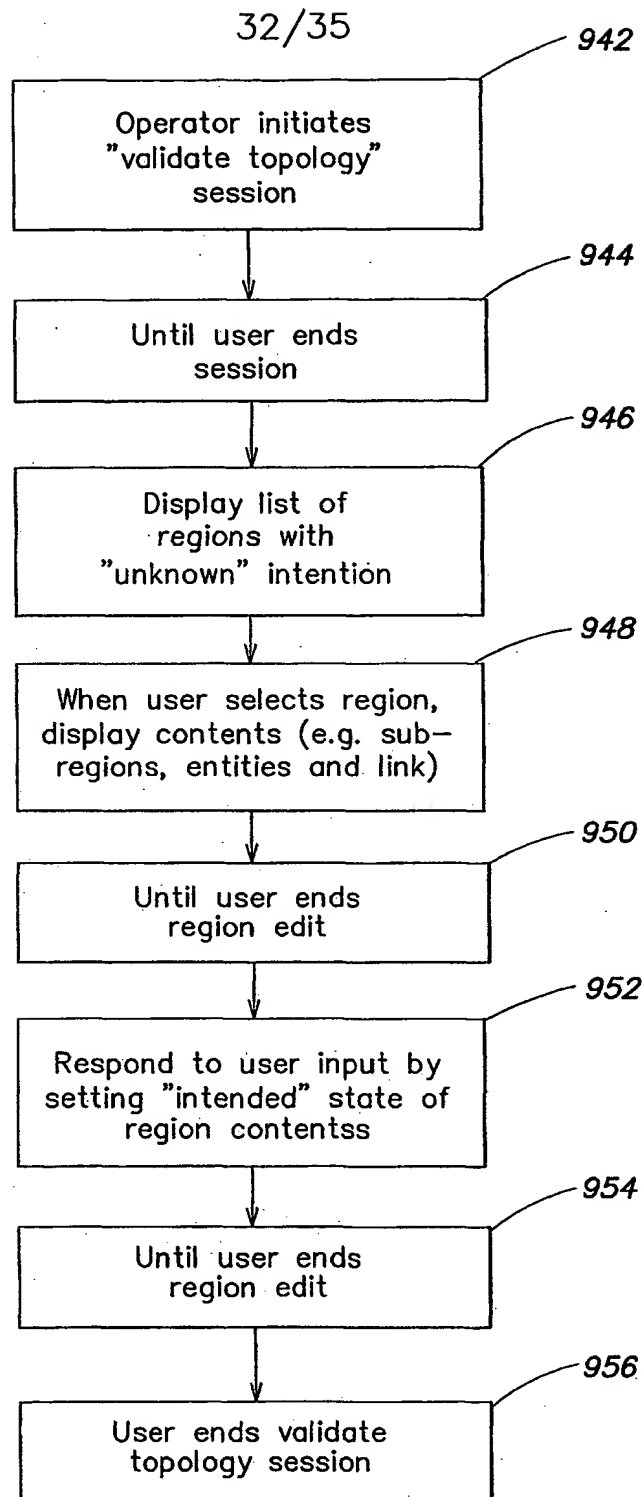 32/35
942
Operator initiates
"validate topology"
session
944
Until user ends
session
946
Display list of
regions with
"unknown" intention
948
When user selects region,
display contents (e.g. sub–
regions, entities and link)
950
Until user ends
region edit
952
Respond to user input by
setting "intended" state of
region contentss
954
Until user ends
region edit
956
User ends validate
topology session